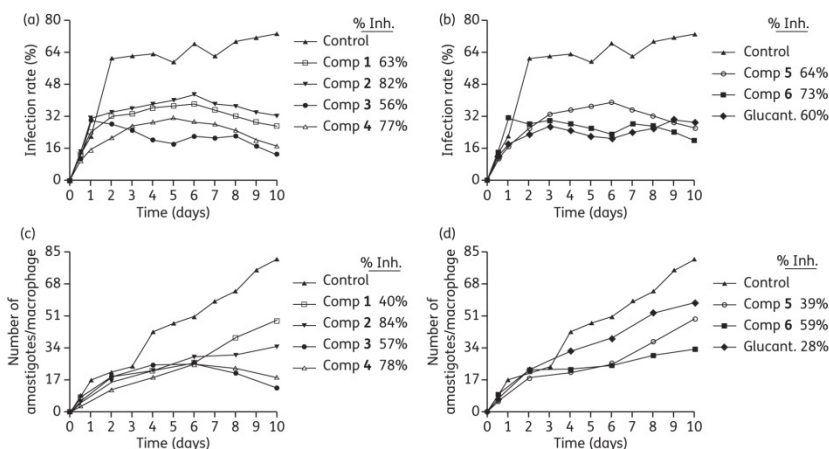 (a)
% Inh.
Control
Comp 1 63%
Comp 2 82%
Comp 3 56%
Comp 4 77%
Infection rate (%)
80
64
48
32
16
0
0 1 2 3 4 5 6 7 8 9 10
Time (days)
(b)
% Inh.
Control
Comp 5 64%
Comp 6 73%
Glucant. 60%
Infection rate (%)
80
64
48
32
16
0
0 1 2 3 4 5 6 7 8 9 10
Time (days)
(c)
% Inh.
Control
Comp 1 40%
Comp 2 84%
Comp 3 57%
Comp 4 78%
Number of
amastigotes/macrophage
85
68
51
34
17
0
0 1 2 3 4 5 6 7 8 9 10
Time (days)
(d)
% Inh.
Control
Comp 5 39%
Comp 6 59%
Glucant. 28%
Number of
amastigotes/macrophage
85
68
51
34
17
0
0 1 2 3 4 5 6 7 8 9 10
Time (days)